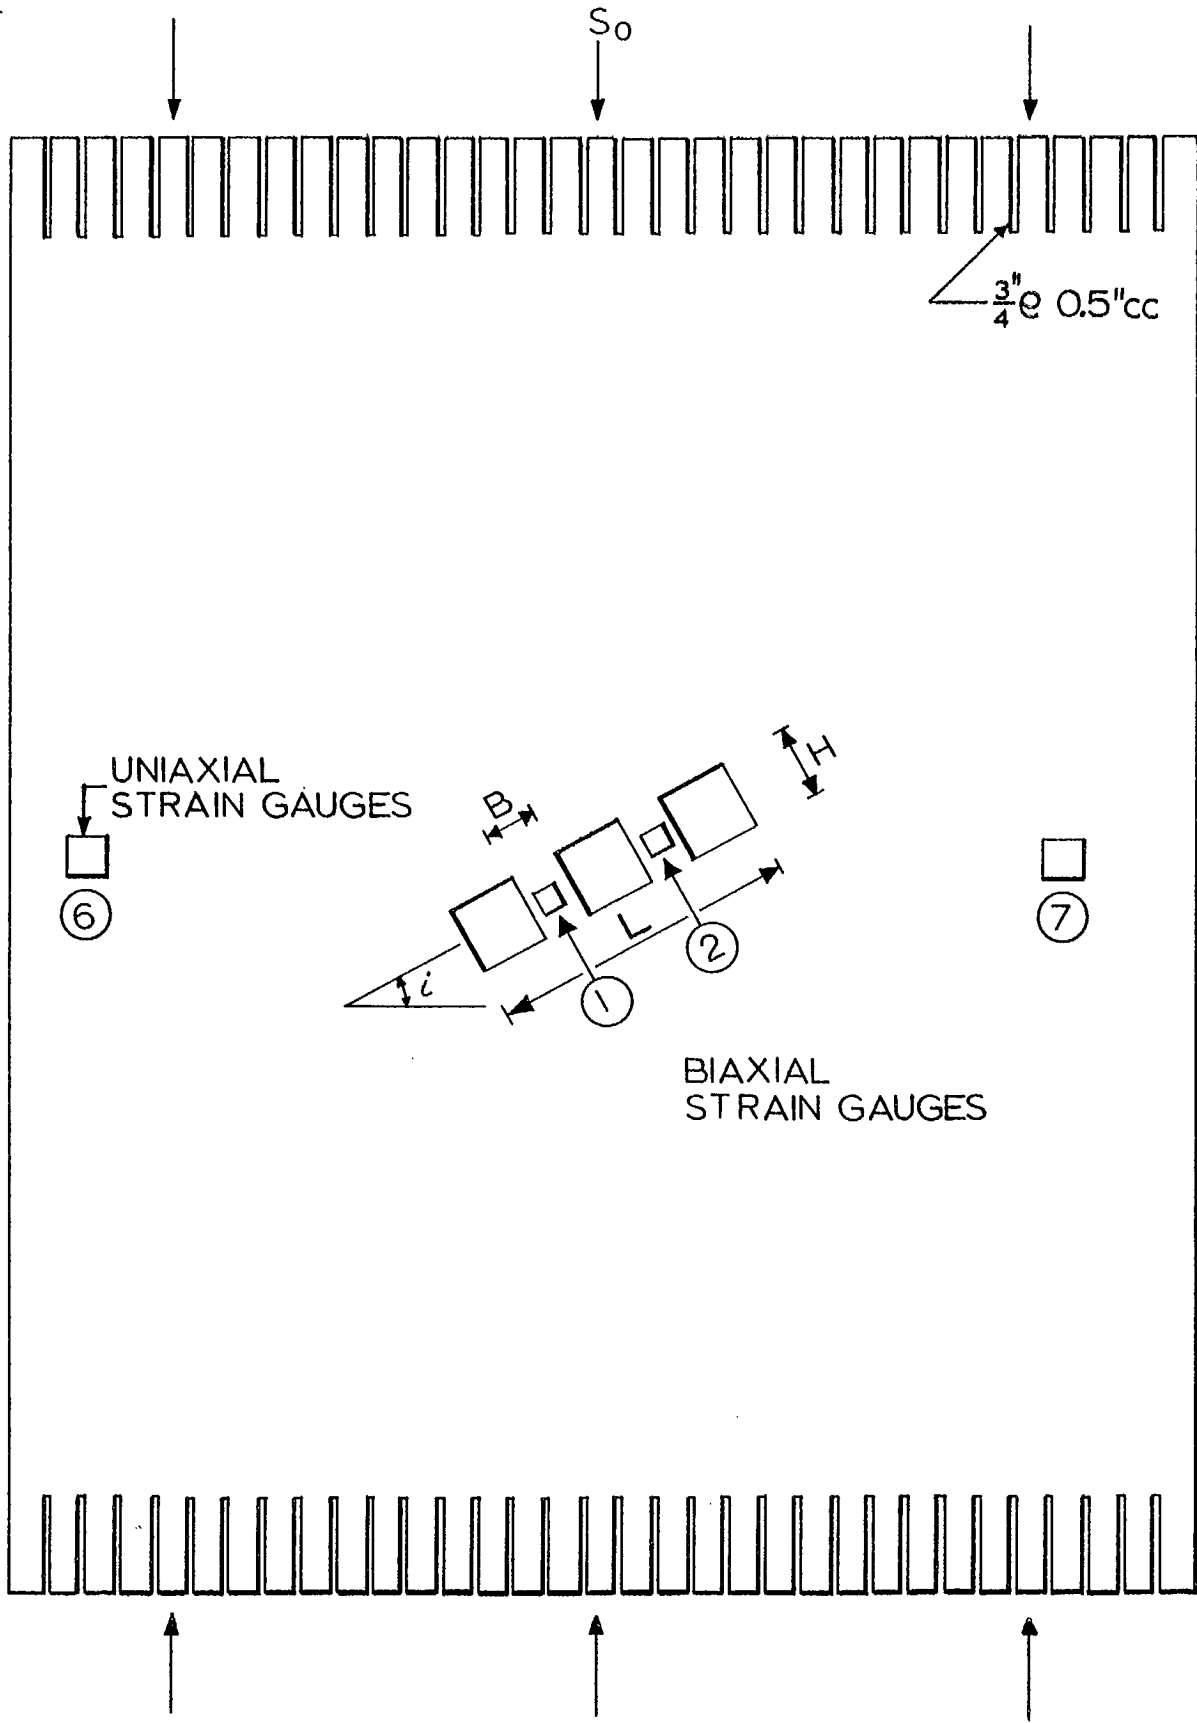 S0
3/4"@ 0.5"cc
UNIAXIAL
STRAIN GAUGES
B
H
6
7
L
2
i
1
BIAXIAL
STRAIN GAUGES